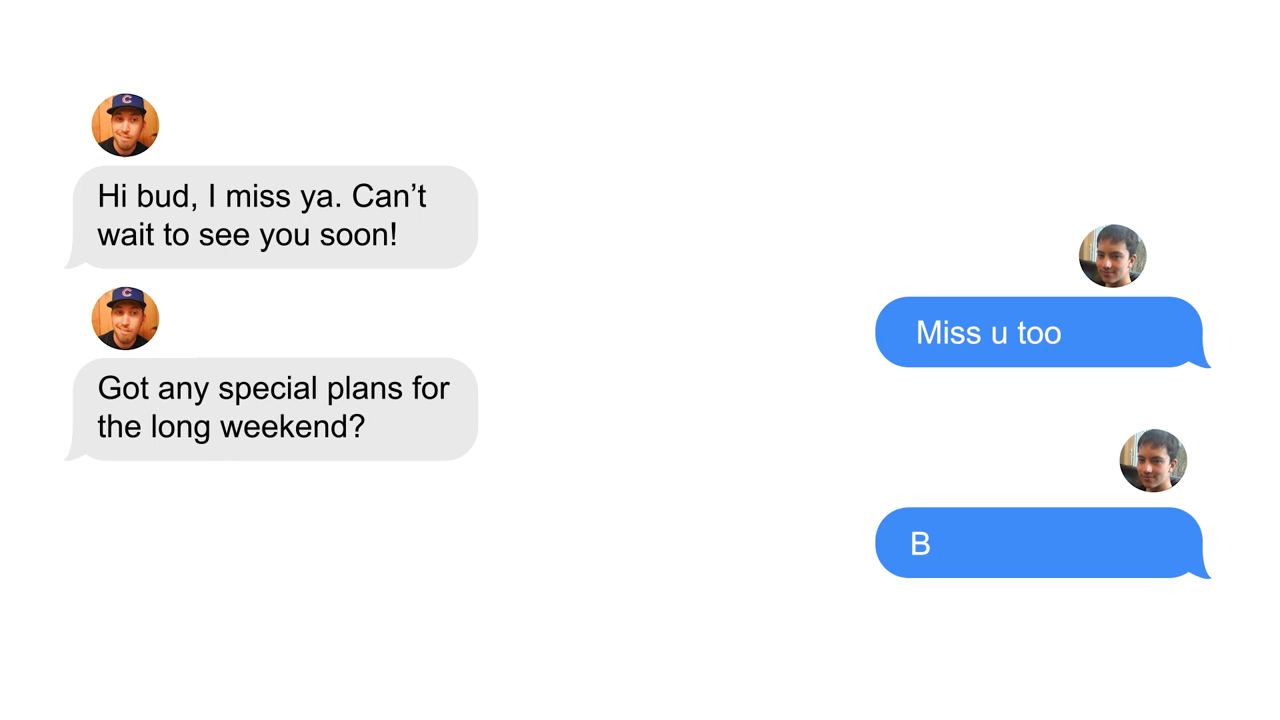 Hi bud, I miss ya. Can’t
wait to see you soon!
Miss u too
Got any special plans for
the long weekend?
B